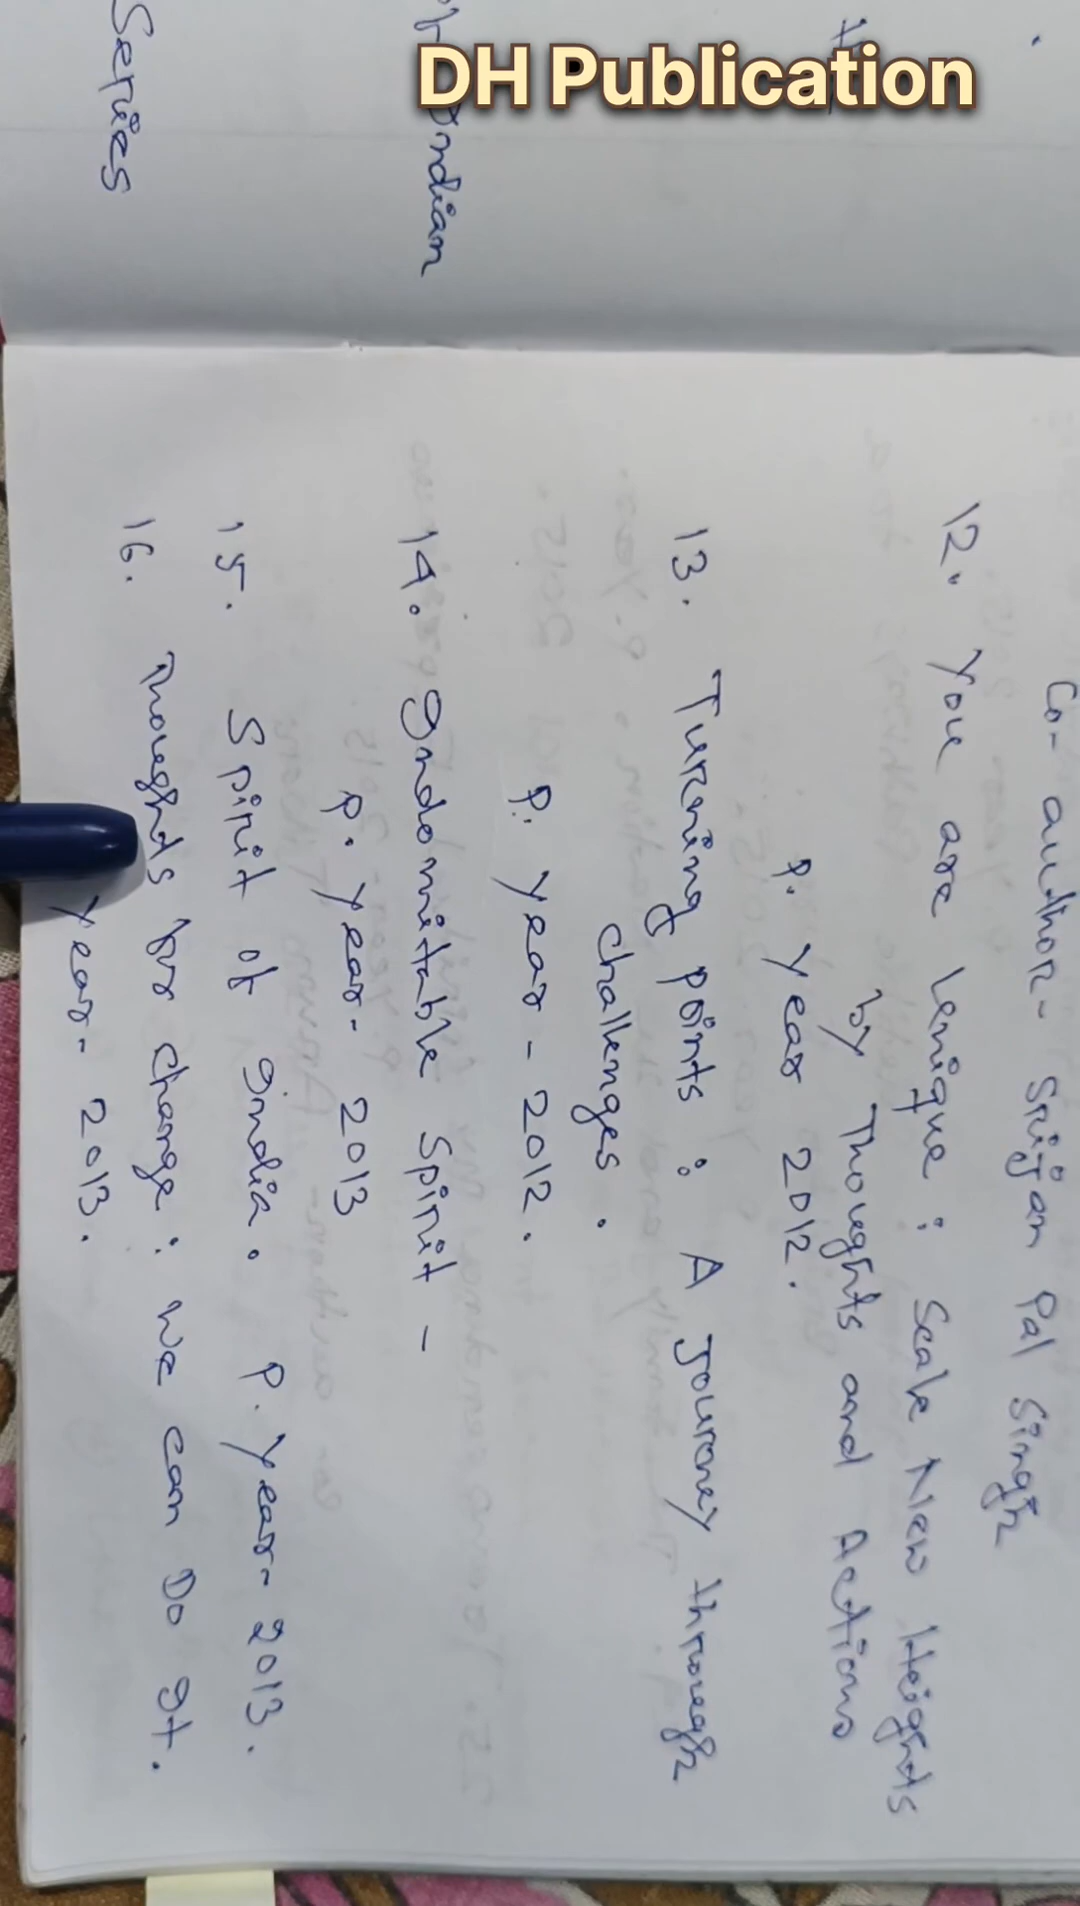 DH Publication
Indian
Series
Co-author- Srijan Pal Singh
12. You are Unique : Scale New Heights
by Thoughts and Actions
P. Year 2012.
13. Turning points : A Journey through
challenges.
P. Year - 2012.
14. Indomitable Spirit -
P. Year- 2013
15. Spirit of India. P. Year- 2013.
16. Thoughts for change : We can Do It.
Year- 2013.